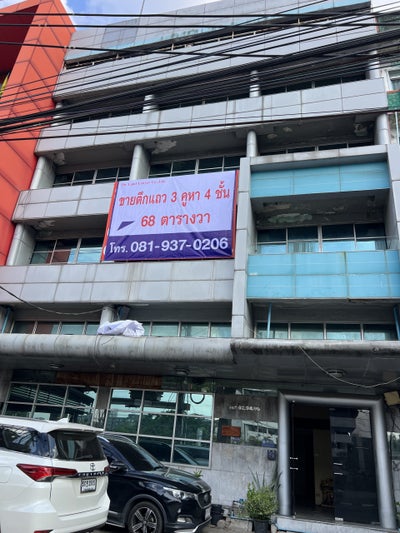 ขายตึกแถว 3 คูหา 4 ชั้น
68 ตารางวา
โทร. 081-937-0206